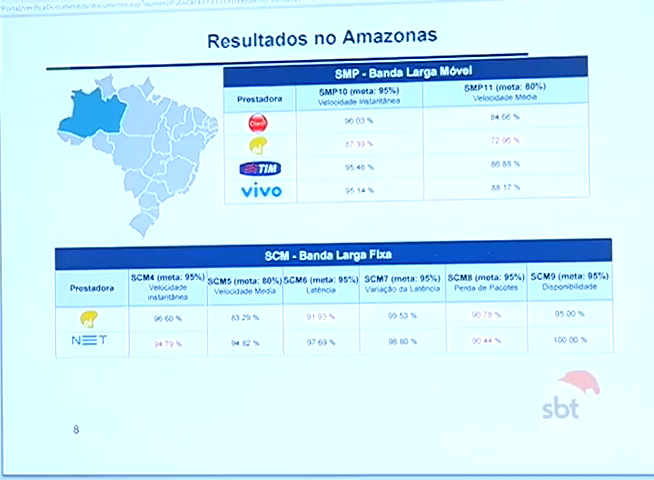 Resultados no Amazonas
SMP - Banda Larga Móvel
Prestadora
SMP10 (meta: 95%)
Velocidade Instantânea
SMP11 (meta: 80%)
Velocidade Média
Claro
96.03 % 84.66 %
oi
87.39 % 72.96 %
TIM
95.46 % 86.88 %
vivo
95.14 % 88.17 %
SCM - Banda Larga Fixa
Prestadora
SCM4 (meta: 95%)
Velocidade
instantânea
SCM5 (meta: 80%)
Velocidade Média
SCM6 (meta: 95%)
Latência
SCM7 (meta: 95%)
Variação da Latência
SCM8 (meta: 95%)
Perda de Pacotes
SCM9 (meta: 95%)
Disponibilidade
oi
96.60 % 83.29 % 91.93 % 99.53 % 90.78 % 95.00 %
NET
94.79 % 94.82 % 97.69 % 98.80 % 90.44 % 100.00 %
sbt
8